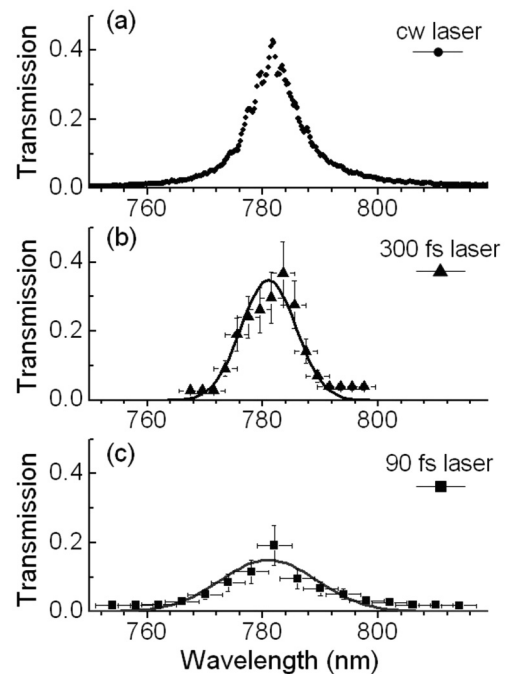 (a)
cw laser
Transmission
0.4
0.2
0.0
760
780
800
(b)
300 fs laser
Transmission
0.4
0.2
0.0
760
780
800
(c)
90 fs laser
Transmission
0.4
0.2
0.0
760
780
800
Wavelength (nm)